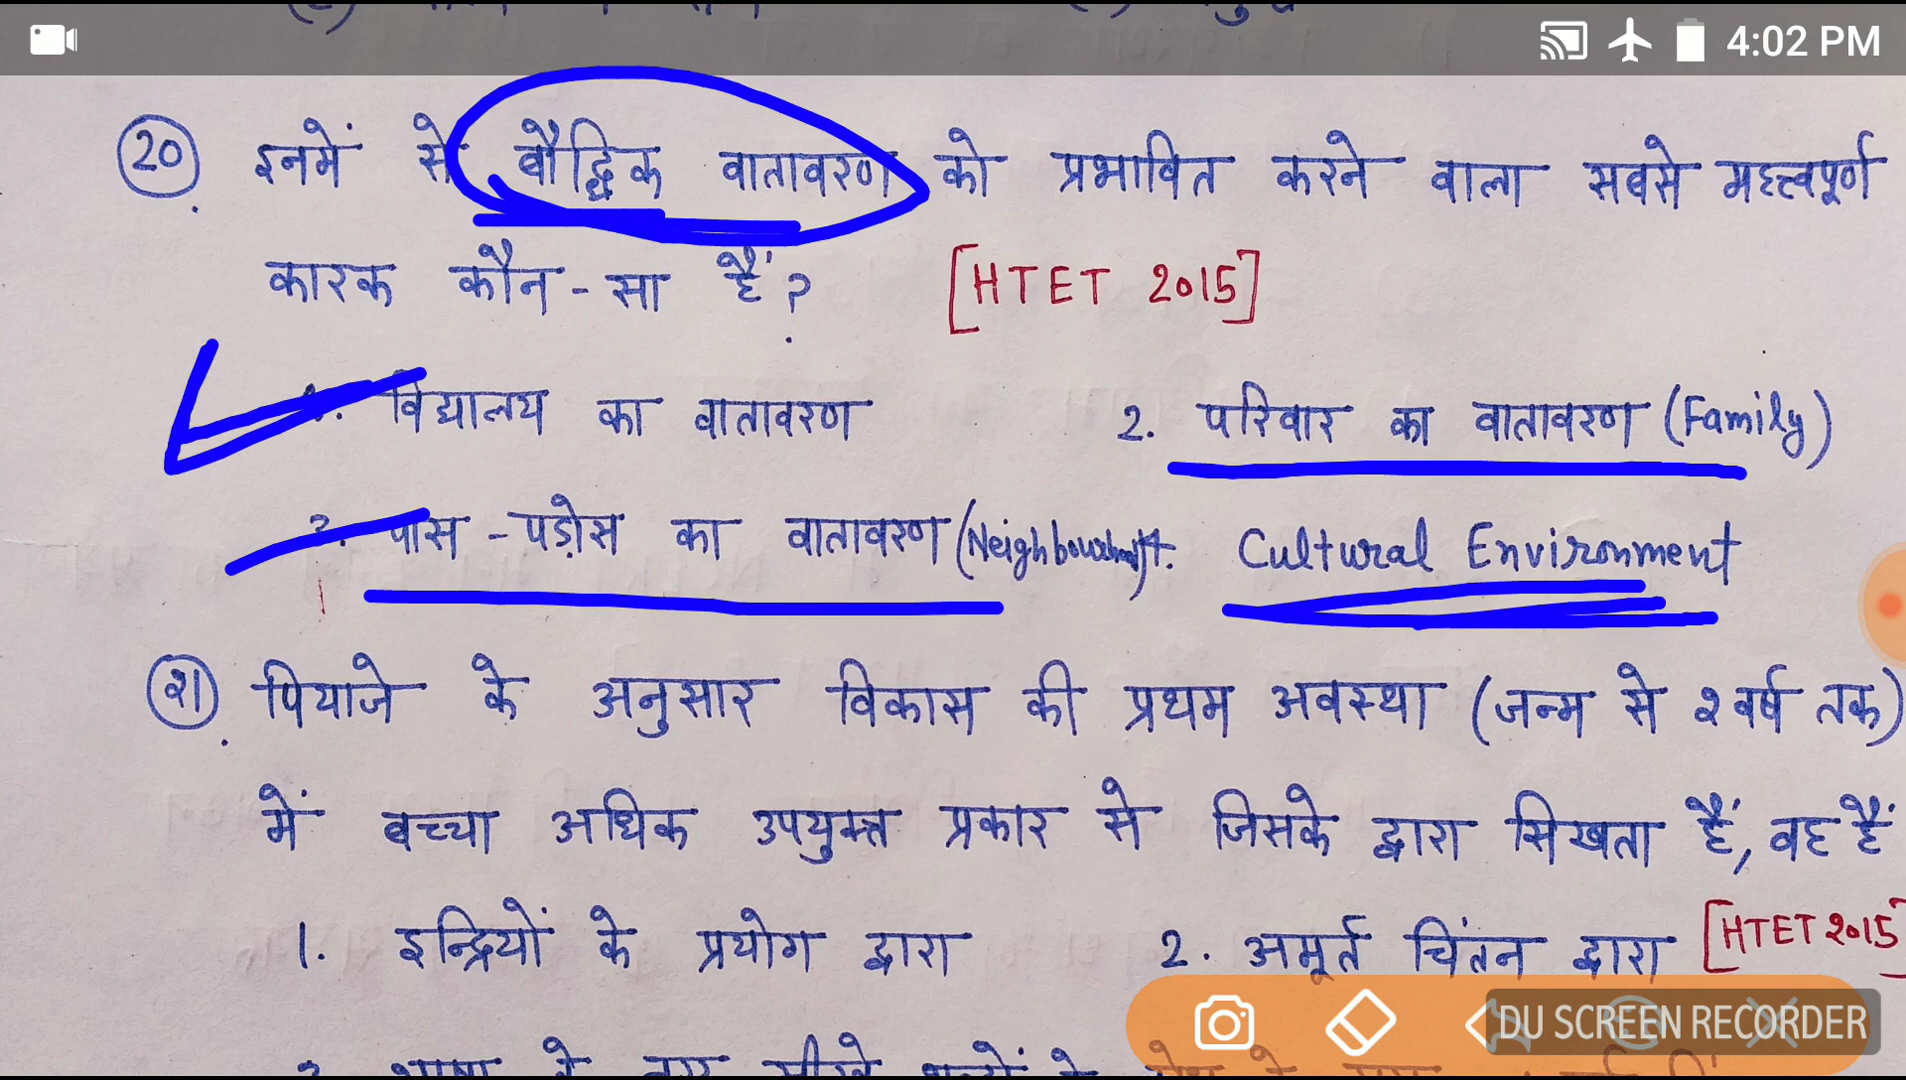 4:02 PM
20. इनमें से बौद्धिक वातावरण को प्रभावित करने वाला सबसे महत्त्वपूर्ण
कारक कौन-सा हैं? [HTET 2015]
1. विद्यालय का वातावरण 2. परिवार का वातावरण (Family)
3. पास-पड़ोस का वातावरण (Neighbourhood) 4. Cultural Environment
21. पियाजे के अनुसार विकास की प्रथम अवस्था (जन्म से 2 वर्ष तक)
में बच्चा अधिक उपयुक्त प्रकार से जिसके द्वारा सिखता हैं, वह हैं
1. इन्द्रियों के प्रयोग द्वारा 2. अमूर्त चिंतन द्वारा [HTET 2015]
DU SCREEN RECORDER